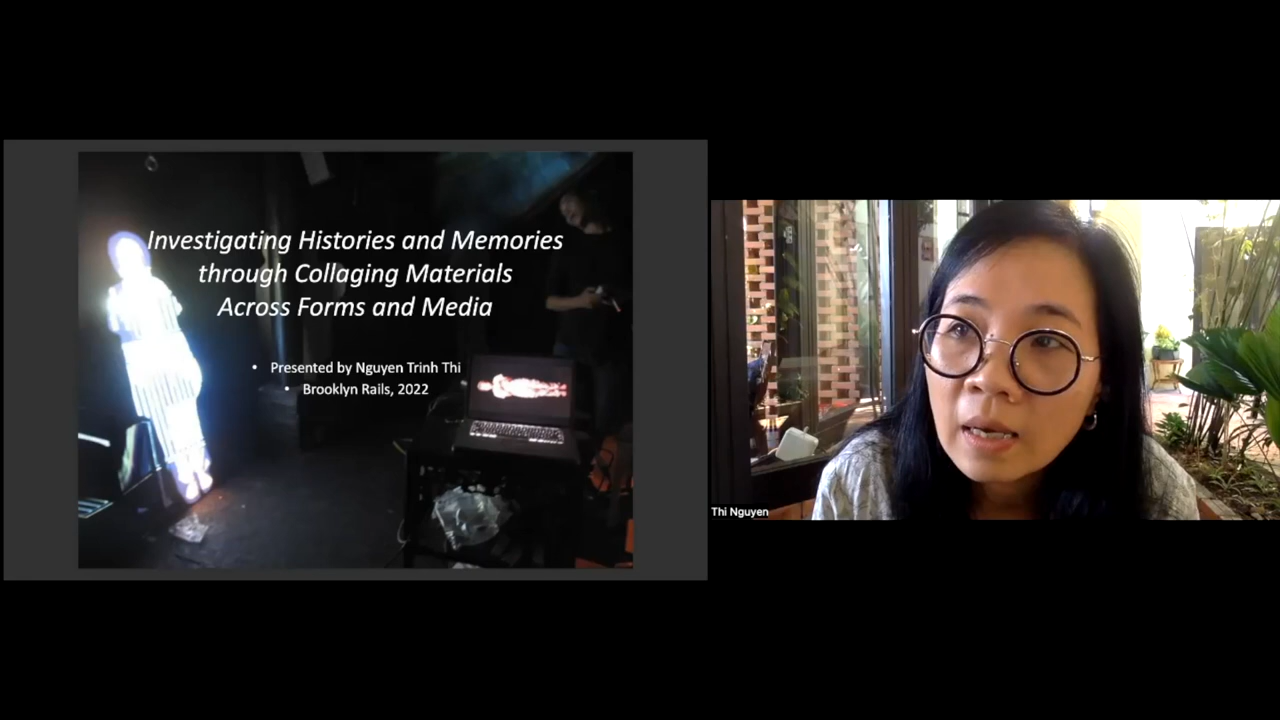 Investigating Histories and Memories
through Collaging Materials
Across Forms and Media
• Presented by Nguyen Trinh Thi
• Brooklyn Rails, 2022
Thi Nguyen